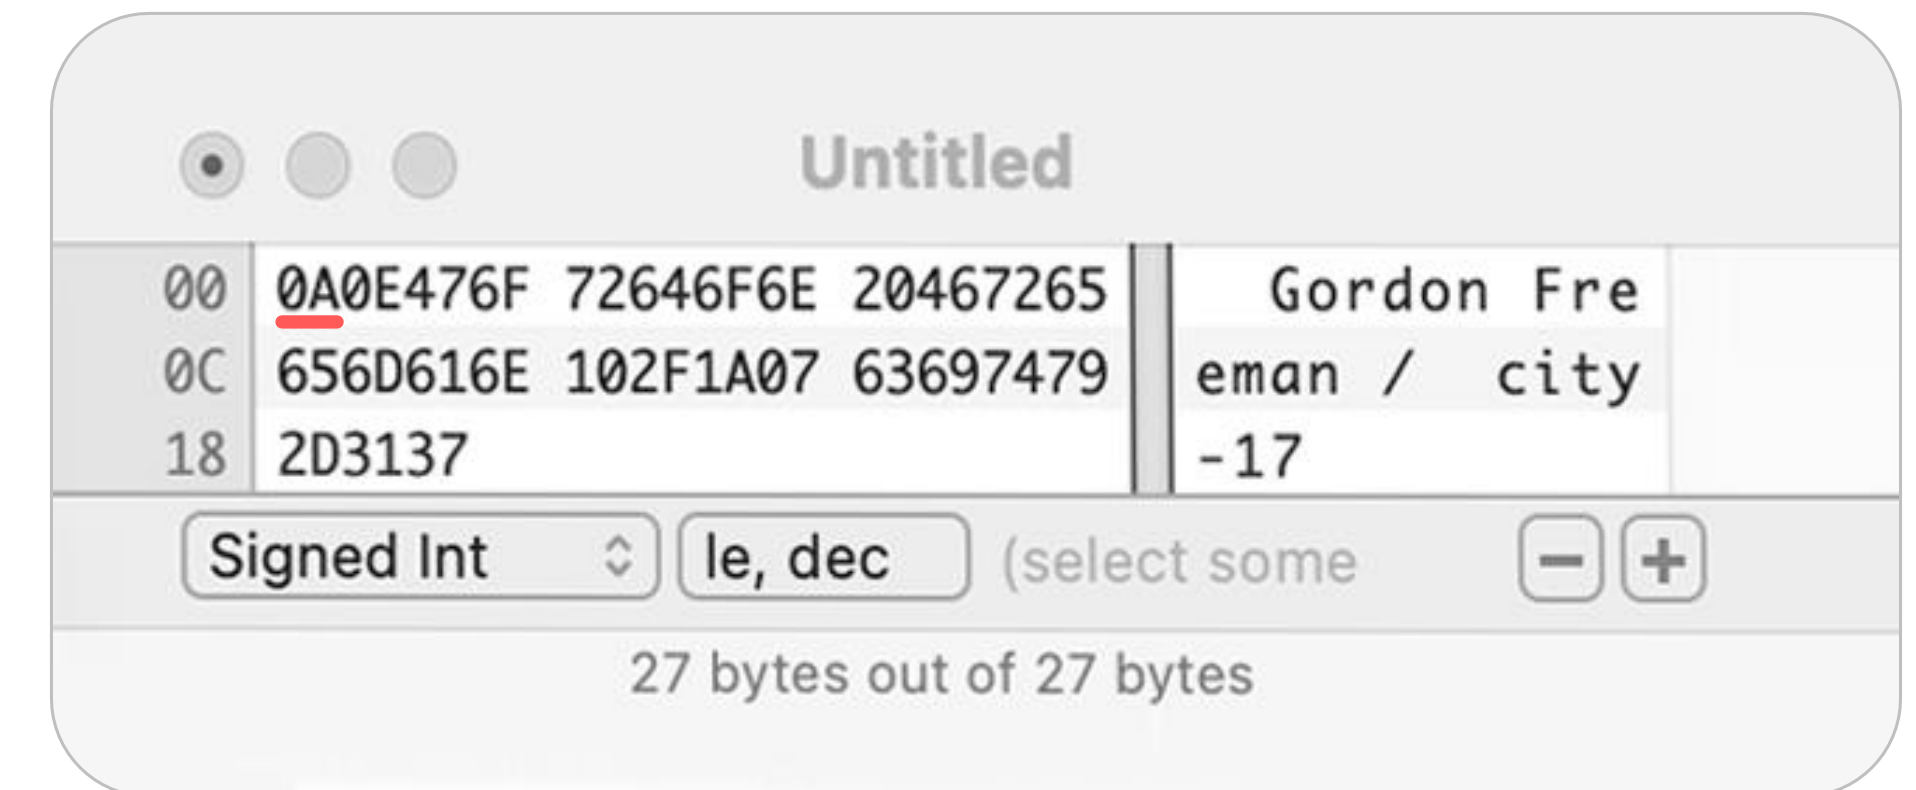 Untitled
00 0A0E476F 72646F6E 20467265 Gordon Fre
0C 656D616E 102F1A07 63697479 eman / city
18 2D3137 -17
Signed Int le, dec (select some − +
27 bytes out of 27 bytes